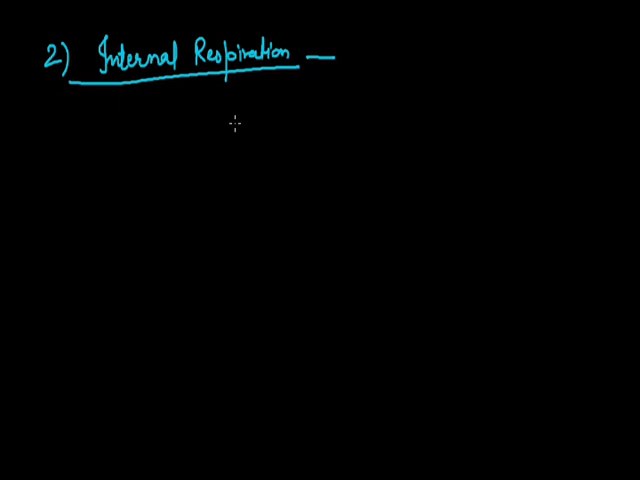 2) Internal Respiration —